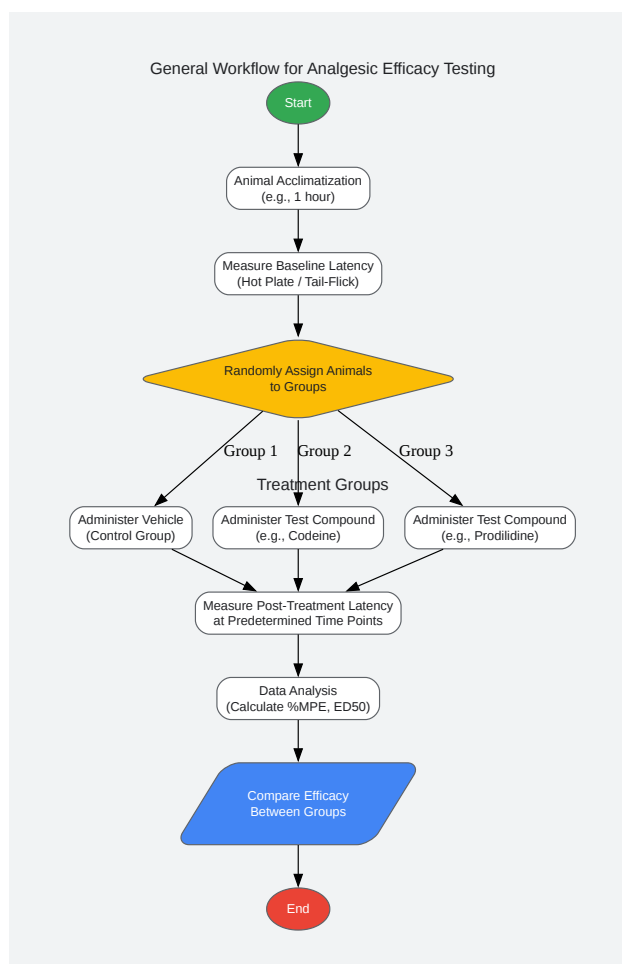 General Workflow for Analgesic Efficacy Testing
Start
Animal Acclimatization
(e.g., 1 hour)
Measure Baseline Latency
(Hot Plate / Tail-Flick)
Randomly Assign Animals
to Groups
Group 1
Group 2
Group 3
Treatment Groups
Administer Vehicle
(Control Group)
Administer Test Compound
(e.g., Codeine)
Administer Test Compound
(e.g., Prodilidine)
Measure Post-Treatment Latency
at Predetermined Time Points
Data Analysis
(Calculate %MPE, ED50)
Compare Efficacy
Between Groups
End